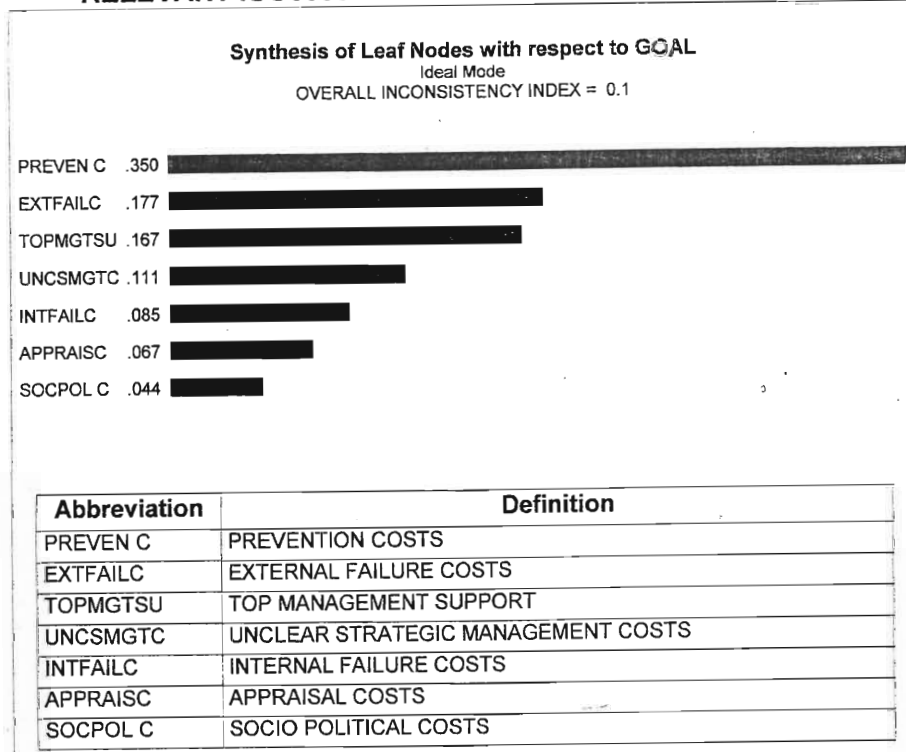 Synthesis of Leaf Nodes with respect to GOAL
Ideal Mode
OVERALL INCONSISTENCY INDEX = 0.1
PREVEN C .350
EXTFAILC .177
TOPMGTSU .167
UNCSMGTC .111
INTFAILC .085
APPRAISC .067
SOCPOL C .044
Abbreviation Definition
PREVEN C PREVENTION COSTS
EXTFAILC EXTERNAL FAILURE COSTS
TOPMGTSU TOP MANAGEMENT SUPPORT
UNCSMGTC UNCLEAR STRATEGIC MANAGEMENT COSTS
INTFAILC INTERNAL FAILURE COSTS
APPRAISC APPRAISAL COSTS
SOCPOL C SOCIO POLITICAL COSTS